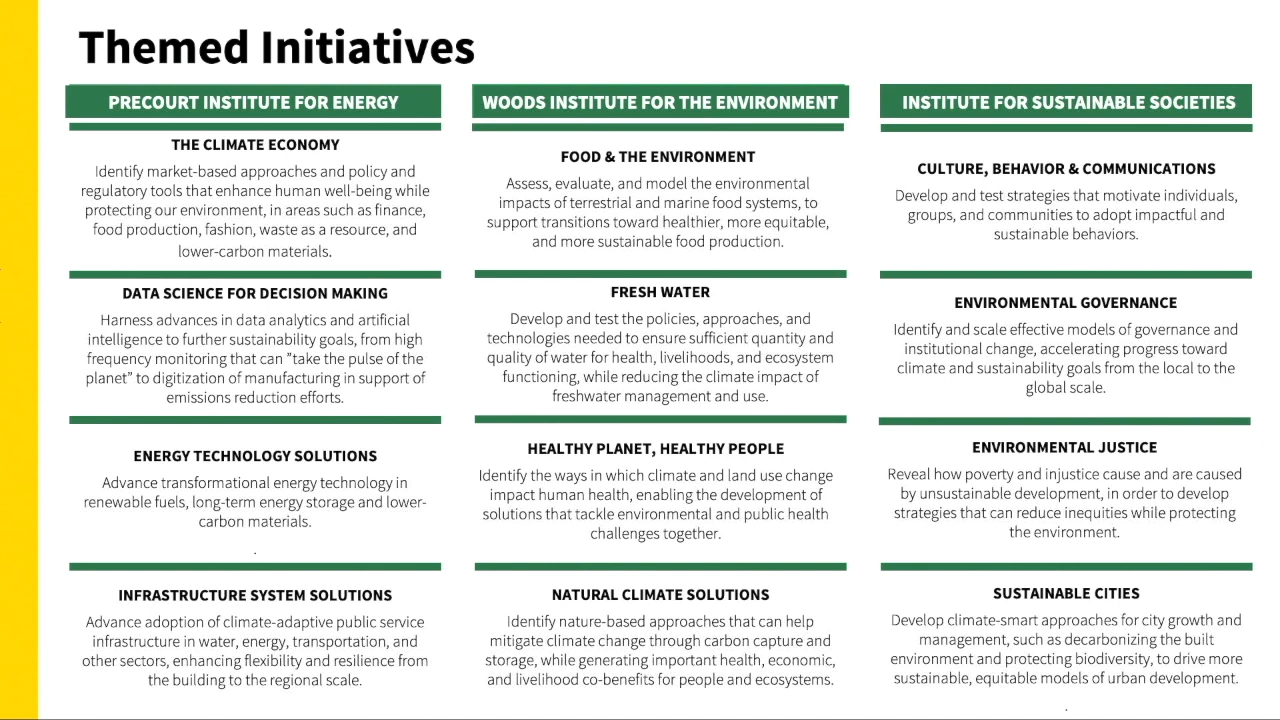 Themed Initiatives
PRECOURT INSTITUTE FOR ENERGY
THE CLIMATE ECONOMY
Identify market-based approaches and policy and
regulatory tools that enhance human well-being while
protecting our environment, in areas such as finance,
food production, fashion, waste as a resource, and
lower-carbon materials.
DATA SCIENCE FOR DECISION MAKING
Harness advances in data analytics and artificial
intelligence to further sustainability goals, from high
frequency monitoring that can ”take the pulse of the
planet” to digitization of manufacturing in support of
emissions reduction efforts.
ENERGY TECHNOLOGY SOLUTIONS
Advance transformational energy technology in
renewable fuels, long-term energy storage and lower-
carbon materials.
.
INFRASTRUCTURE SYSTEM SOLUTIONS
Advance adoption of climate-adaptive public service
infrastructure in water, energy, transportation, and
other sectors, enhancing flexibility and resilience from
the building to the regional scale.
WOODS INSTITUTE FOR THE ENVIRONMENT
FOOD & THE ENVIRONMENT
Assess, evaluate, and model the environmental
impacts of terrestrial and marine food systems, to
support transitions toward healthier, more equitable,
and more sustainable food production.
FRESH WATER
Develop and test the policies, approaches, and
technologies needed to ensure sufficient quantity and
quality of water for health, livelihoods, and ecosystem
functioning, while reducing the climate impact of
freshwater management and use.
HEALTHY PLANET, HEALTHY PEOPLE
Identify the ways in which climate and land use change
impact human health, enabling the development of
solutions that tackle environmental and public health
challenges together.
NATURAL CLIMATE SOLUTIONS
Identify nature-based approaches that can help
mitigate climate change through carbon capture and
storage, while generating important health, economic,
and livelihood co-benefits for people and ecosystems.
INSTITUTE FOR SUSTAINABLE SOCIETIES
CULTURE, BEHAVIOR & COMMUNICATIONS
Develop and test strategies that motivate individuals,
groups, and communities to adopt impactful and
sustainable behaviors.
ENVIRONMENTAL GOVERNANCE
Identify and scale effective models of governance and
institutional change, accelerating progress toward
climate and sustainability goals from the local to the
global scale.
ENVIRONMENTAL JUSTICE
Reveal how poverty and injustice cause and are caused
by unsustainable development, in order to develop
strategies that can reduce inequities while protecting
the environment.
SUSTAINABLE CITIES
Develop climate-smart approaches for city growth and
management, such as decarbonizing the built
environment and protecting biodiversity, to drive more
sustainable, equitable models of urban development.
.